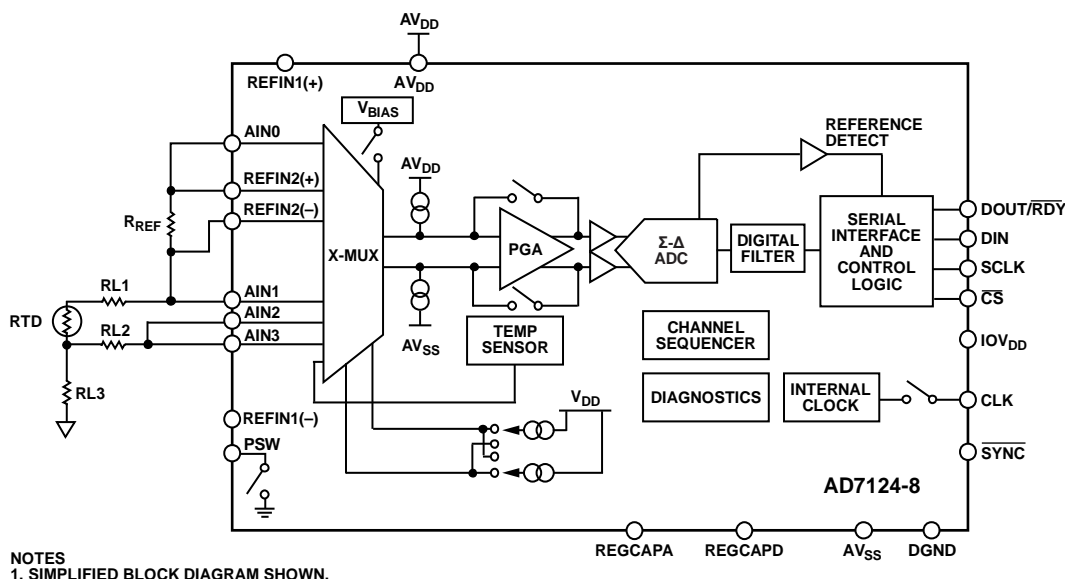 AVDD
REFIN1(+)
AVDD
VBIAS
REFERENCE
DETECT
AIN0
AVDD
REFIN2(+)
DOUT/RDY
REFIN2(–)
SERIAL
INTERFACE
AND
CONTROL
LOGIC
RREF
X-MUX
PGA
Σ-Δ
ADC
DIGITAL
FILTER
DIN
SCLK
CS
RL1
AIN1
AIN2
RTD
RL2
AIN3
AVSS
TEMP
SENSOR
CHANNEL
SEQUENCER
IOVDD
RL3
VDD
DIAGNOSTICS
INTERNAL
CLOCK
CLK
REFIN1(–)
PSW
SYNC
AD7124-8
REGCAPA
REGCAPD
AVSS
DGND
NOTES
1. SIMPLIFIED BLOCK DIAGRAM SHOWN.